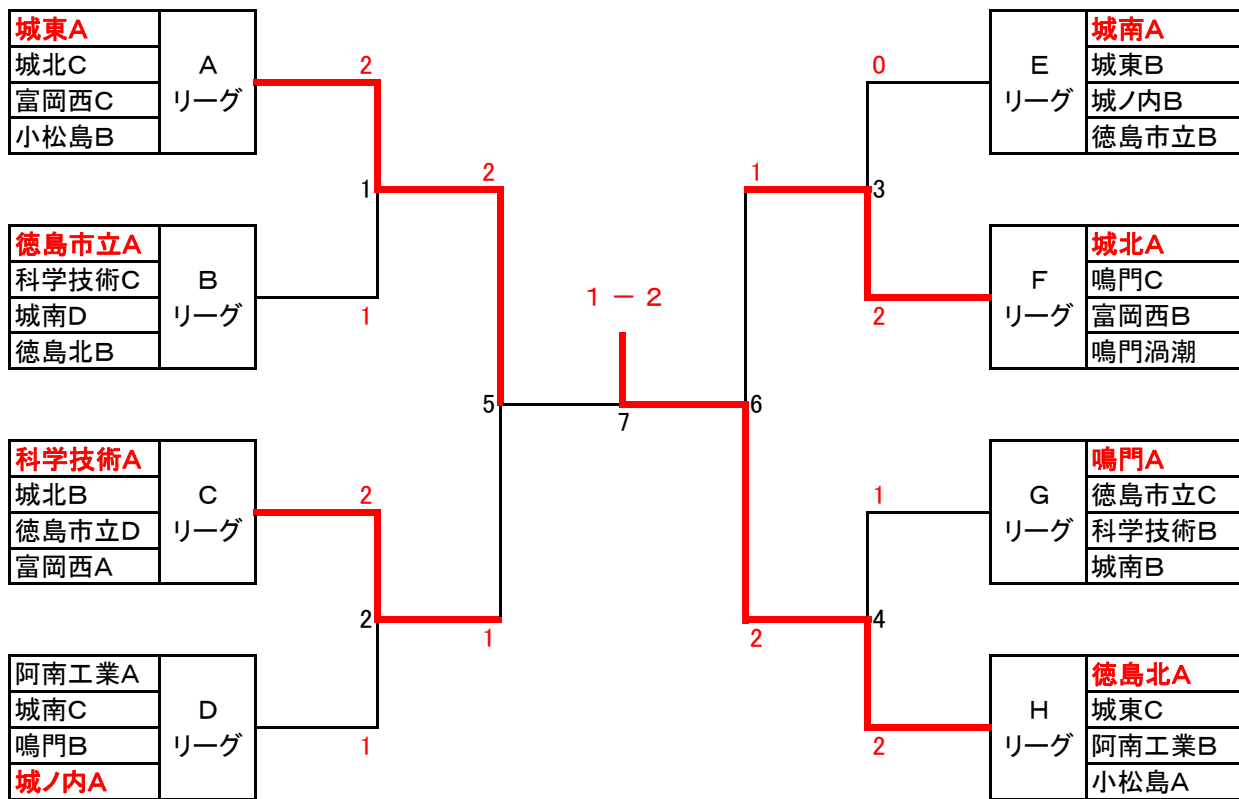 城東A
城北C
富岡西C
小松島B
A
リーグ
2
1
徳島市立A
科学技術C
城南D
徳島北B
B
リーグ
1
2
科学技術A
城北B
徳島市立D
富岡西A
C
リーグ
2
2
阿南工業A
城南C
鳴門B
城ノ内A
D
リーグ
1
1
5
1－2
7
城南A
城東B
城ノ内B
徳島市立B
E
リーグ
0
3
城北A
鳴門C
富岡西B
鳴門渦潮
F
リーグ
2
1
鳴門A
徳島市立C
科学技術B
城南B
G
リーグ
1
4
徳島北A
城東C
阿南工業B
小松島A
H
リーグ
2
2
6